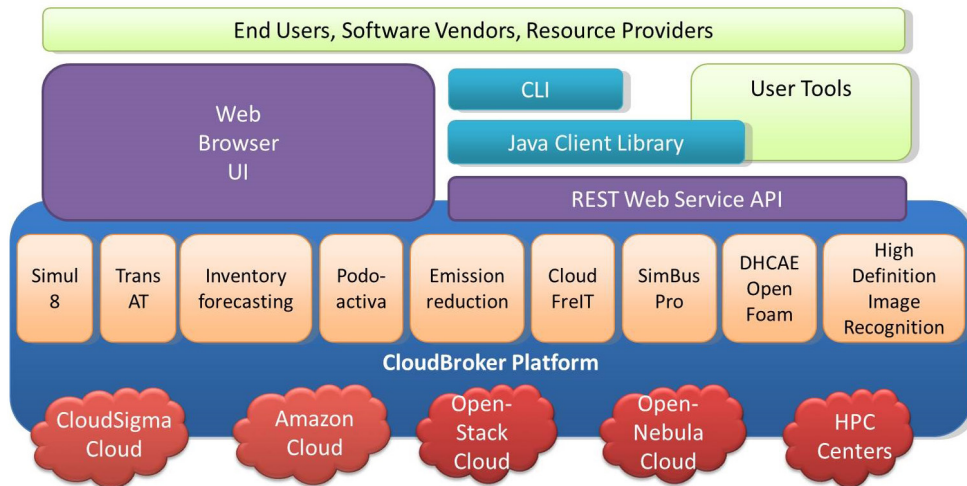 End Users, Software Vendors, Resource Providers
Web
Browser
UI
CLI
User Tools
Java Client Library
REST Web Service API
Simul
8
Trans
AT
Inventory
forecasting
Podo-
activa
Emission
reduction
Cloud
FreIT
SimBus
Pro
DHCAE
Open
Foam
High
Definition
Image
Recognition
CloudBroker Platform
CloudSigma
Cloud
Amazon
Cloud
Open-
Stack
Cloud
Open-
Nebula
Cloud
HPC
Centers